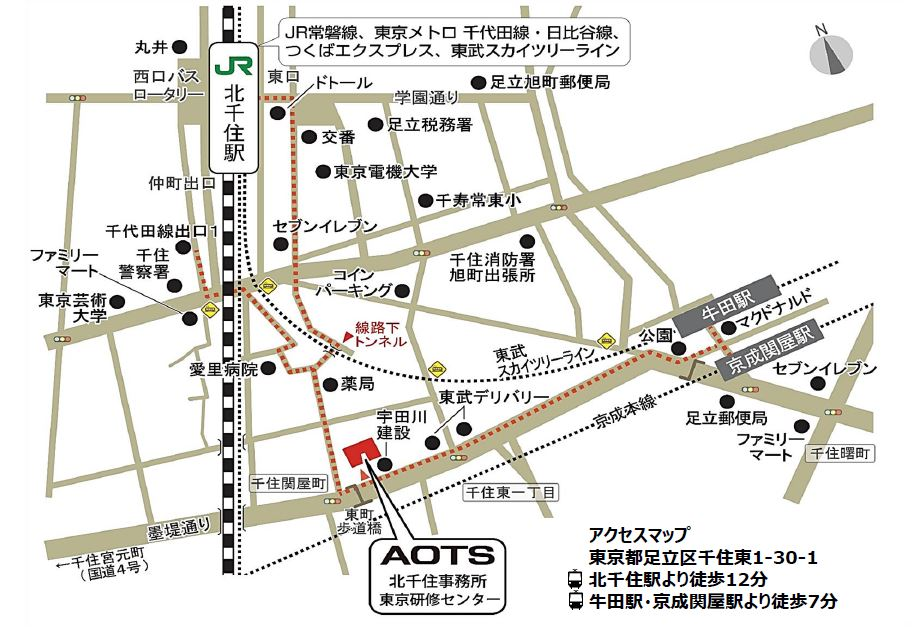 JR常磐線、東京メトロ 千代田線・日比谷線、
つくばエクスプレス、東武スカイツリーライン
N
丸井
JR
北千住駅
西口バス
ロータリー
東口
ドトール
足立旭町郵便局
学園通り
交番
足立税務署
東京電機大学
仲町出口
千寿常東小
千代田線出口1
セブンイレブン
ファミリー
マート
千住
警察署
千住消防署
旭町出張所
コイン
パーキング
東京芸術
大学
線路下
トンネル
牛田駅
マクドナルド
公園
京成関屋駅
東武
スカイツリーライン
愛里病院
薬局
セブンイレブン
東武デリバリー
宇田川
建設
京成本線
足立郵便局
ファミリー
マート
千住曙町
千住関屋町
千住東一丁目
東町
歩道橋
墨堤通り
←千住宮元町
(国道4号)
AOTS
北千住事務所
東京研修センター
アクセスマップ
東京都足立区千住東1-30-1
北千住駅より徒歩12分
牛田駅・京成関屋駅より徒歩7分